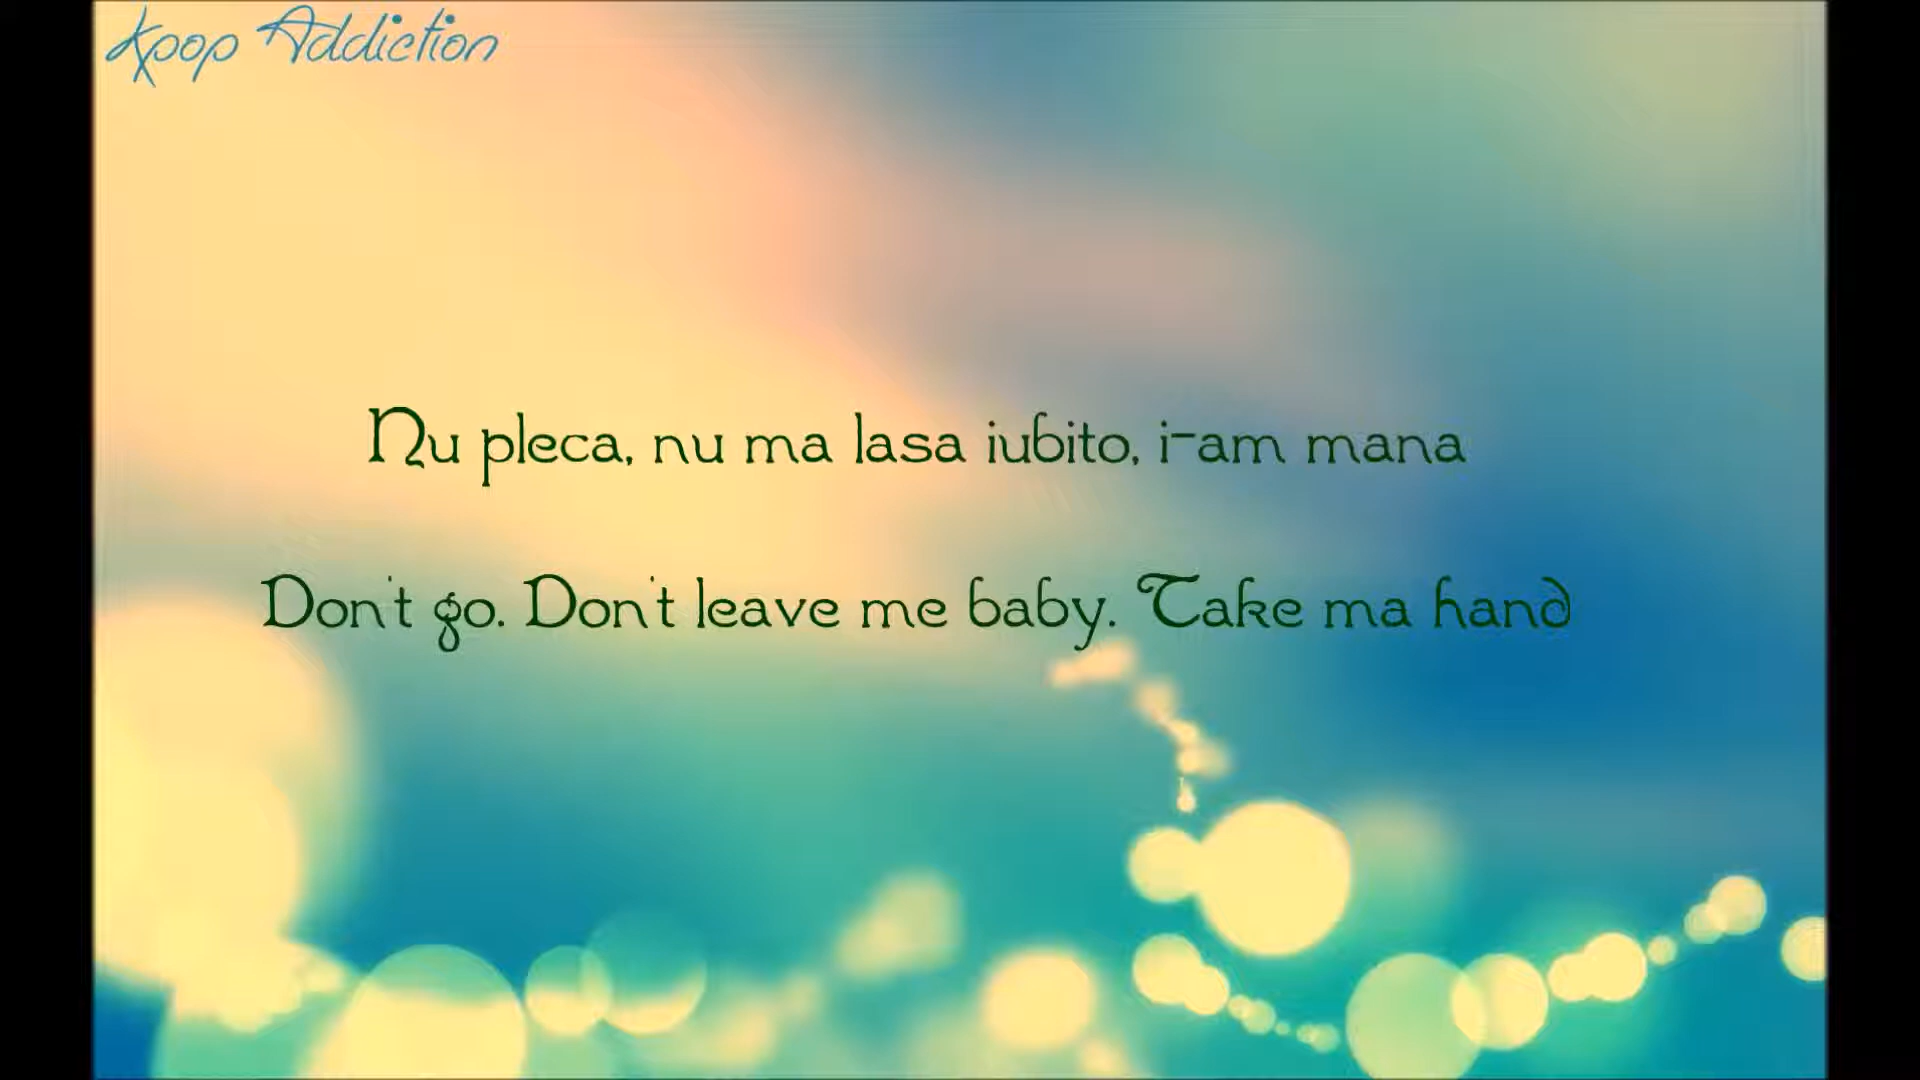 Kpop Addiction
Nu pleca, nu ma lasa iubito, i-am mana
Don't go. Don't leave me baby. Take ma hand